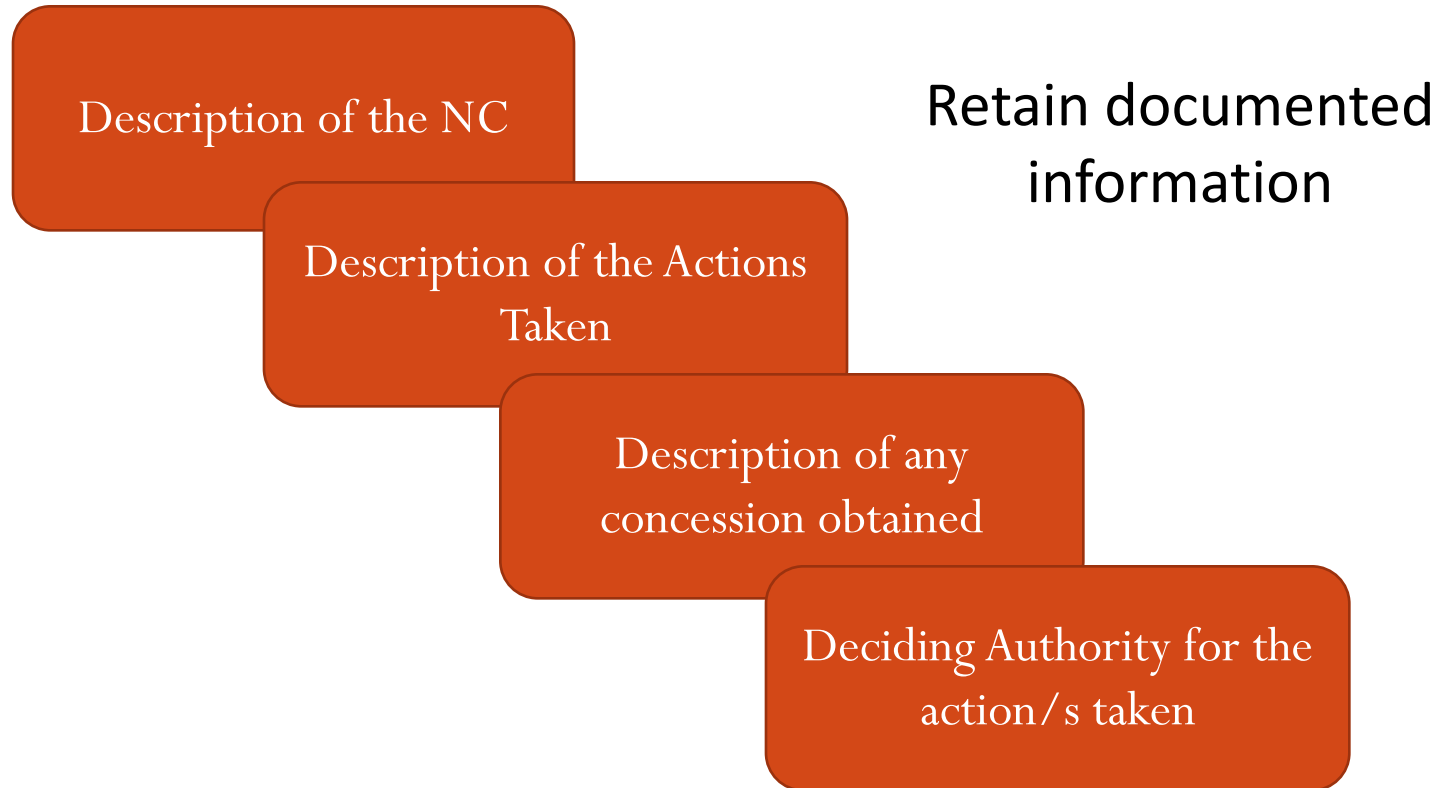 Description of the NC
Retain documented
information
Description of the Actions
Taken
Description of any
concession obtained
Deciding Authority for the
action/s taken